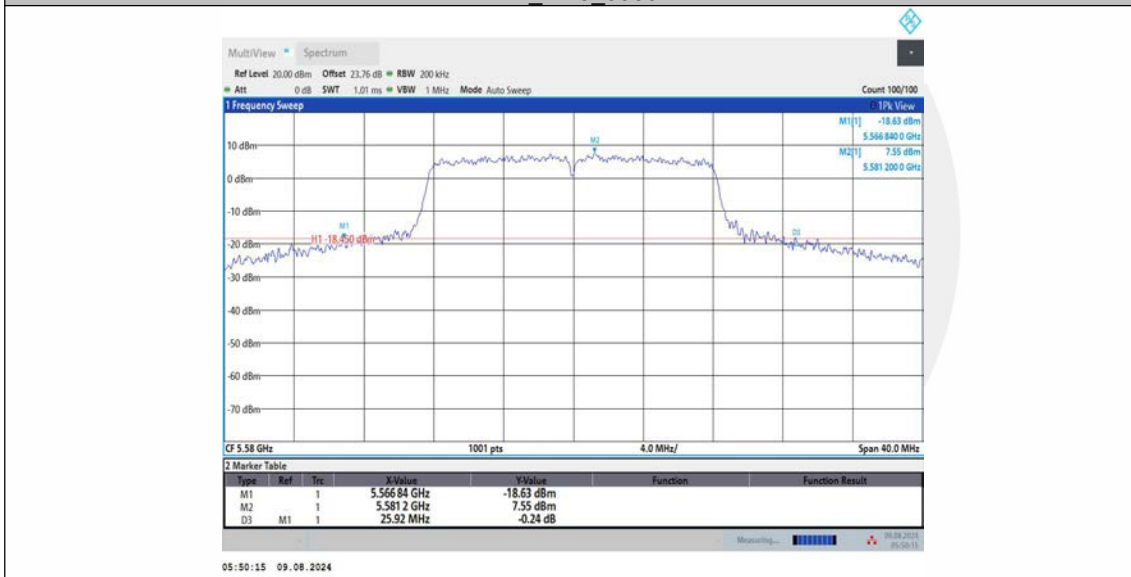 MultiView Spectrum
Ref Level 20.00 dBm Offset 23.76 dB RBW 200 kHz
Att 0 dB SWT 1.01 ms VBW 1 MHz Mode Auto Sweep Count 100/100
1 Frequency Sweep 1Pk View
M1[1] -18.63 dBm
5.566 840 0 GHz
M2[1] 7.55 dBm
5.581 200 0 GHz
M2
10 dBm
0 dBm
-10 dBm
M1
D3
H1 -18.450 dBm
-20 dBm
-30 dBm
-40 dBm
-50 dBm
-60 dBm
-70 dBm
CF 5.58 GHz 1001 pts 4.0 MHz/ Span 40.0 MHz
2 Marker Table
Type Ref Trc X-Value Y-Value Function Function Result
M1 1 5.566 84 GHz -18.63 dBm
M2 1 5.581 2 GHz 7.55 dBm
D3 M1 1 25.92 MHz -0.24 dB
Measuring... 09.08.2024
05:50:15
05:50:15 09.08.2024